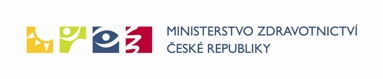 MINISTERSTVO ZDRAVOTNICTVÍ
ČESKÉ REPUBLIKY